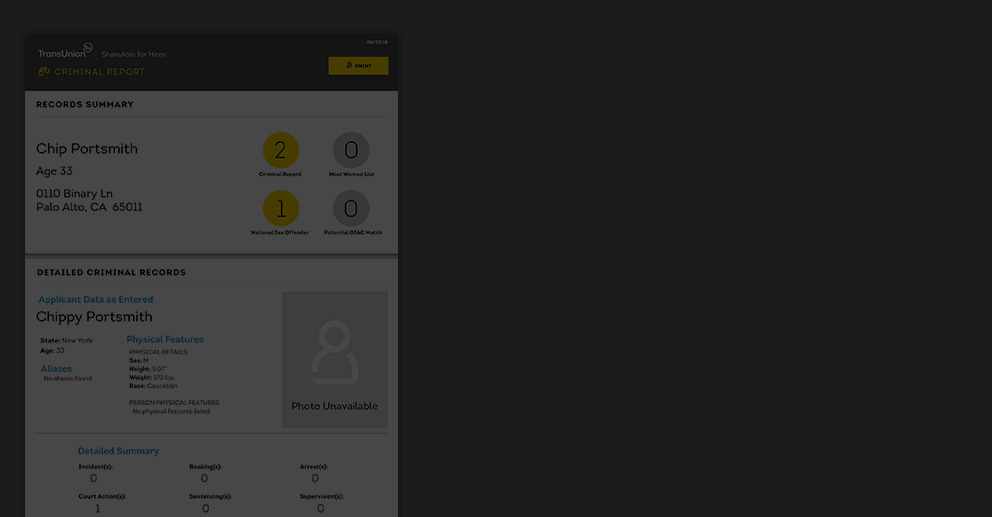 06/27/18
TransUnion TU ShareAble for Hires
CRIMINAL REPORT
PRINT
RECORDS SUMMARY
Chip Portsmith
Age 33
0110 Binary Ln
Palo Alto, CA 65011
2
Criminal Record
0
Most Wanted List
1
National Sex Offender
0
Potential OFAC Match
DETAILED CRIMINAL RECORDS
Applicant Data as Entered
Chippy Portsmith
State: New York
Age: 33
Aliases
No aliases found
Physical Features
PHYSICAL DETAILS
Sex: M
Height: 5'07"
Weight: 170 lbs.
Race: Caucasian
PERSON PHYSICAL FEATURES
No physical features listed
Photo Unavailable
Detailed Summary
Incident(s):
0
Booking(s):
0
Arrest(s):
0
Court Action(s):
1
Sentencing(s):
0
Supervision(s):
0